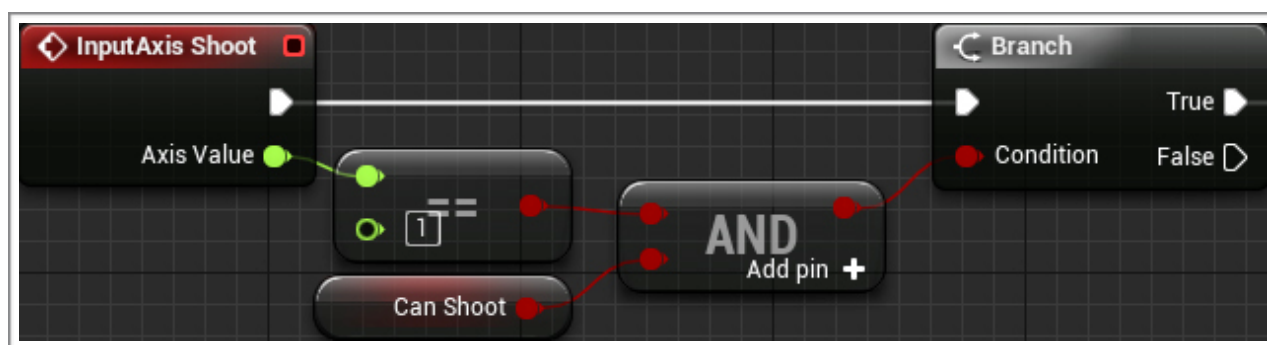 InputAxis Shoot
Branch
True
Axis Value
Condition
False
==
1
AND
Add pin +
Can Shoot